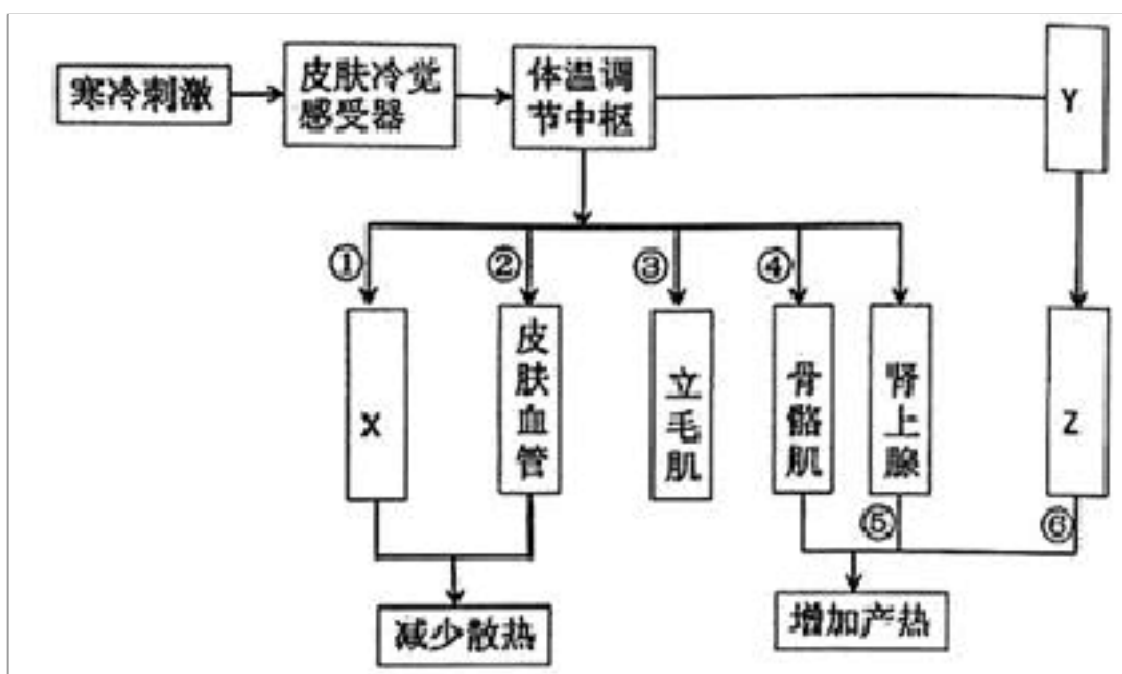 寒冷刺激
皮肤冷觉
感受器
体温调
节中枢
Y
①
②
③
④
X
皮肤血管
立毛肌
骨骼肌
肾上腺
Z
⑤
⑥
减少散热
增加产热